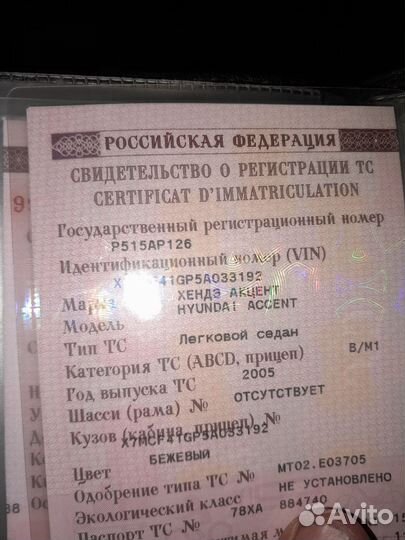 РОССИЙСКАЯ ФЕДЕРАЦИЯ
СВИДЕТЕЛЬСТВО О РЕГИСТРАЦИИ ТС
CERTIFICAT D'IMMATRICULATION
Государственный регистрационный номер
Р515АР126
Идентификационный номер (VIN)
Марка ХЕНДЭ АКЦЕНТ
Модель HYUNDAI ACCENT
Тип ТС Легковой седан
Категория ТС (ABCD, прицеп) B/M1
Год выпуска ТС 2005
Шасси (рама) № ОТСУТСТВУЕТ
Кузов (кабина, прицеп) №
X7MCF41GP5A033192
Цвет БЕЖЕВЫЙ
Одобрение типа ТС № МТ02.Е03705
Экологический класс НЕ УСТАНОВЛЕНО
Паспорт ТС № 78ХА 884740
Avito